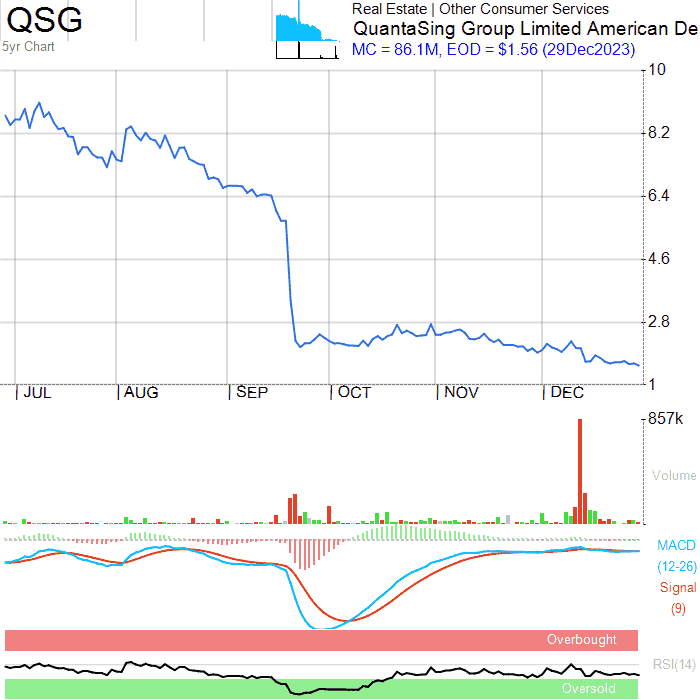 QSG
5yr Chart
Real Estate | Other Consumer Services
QuantaSing Group Limited American De
MC = 86.1M, EOD = $1.56 (29Dec2023)
10
8.2
6.4
4.6
2.8
1
JUL AUG SEP OCT NOV DEC
857k
Volume
MACD
(12-26)
Signal
(9)
Overbought
RSI(14)
Oversold